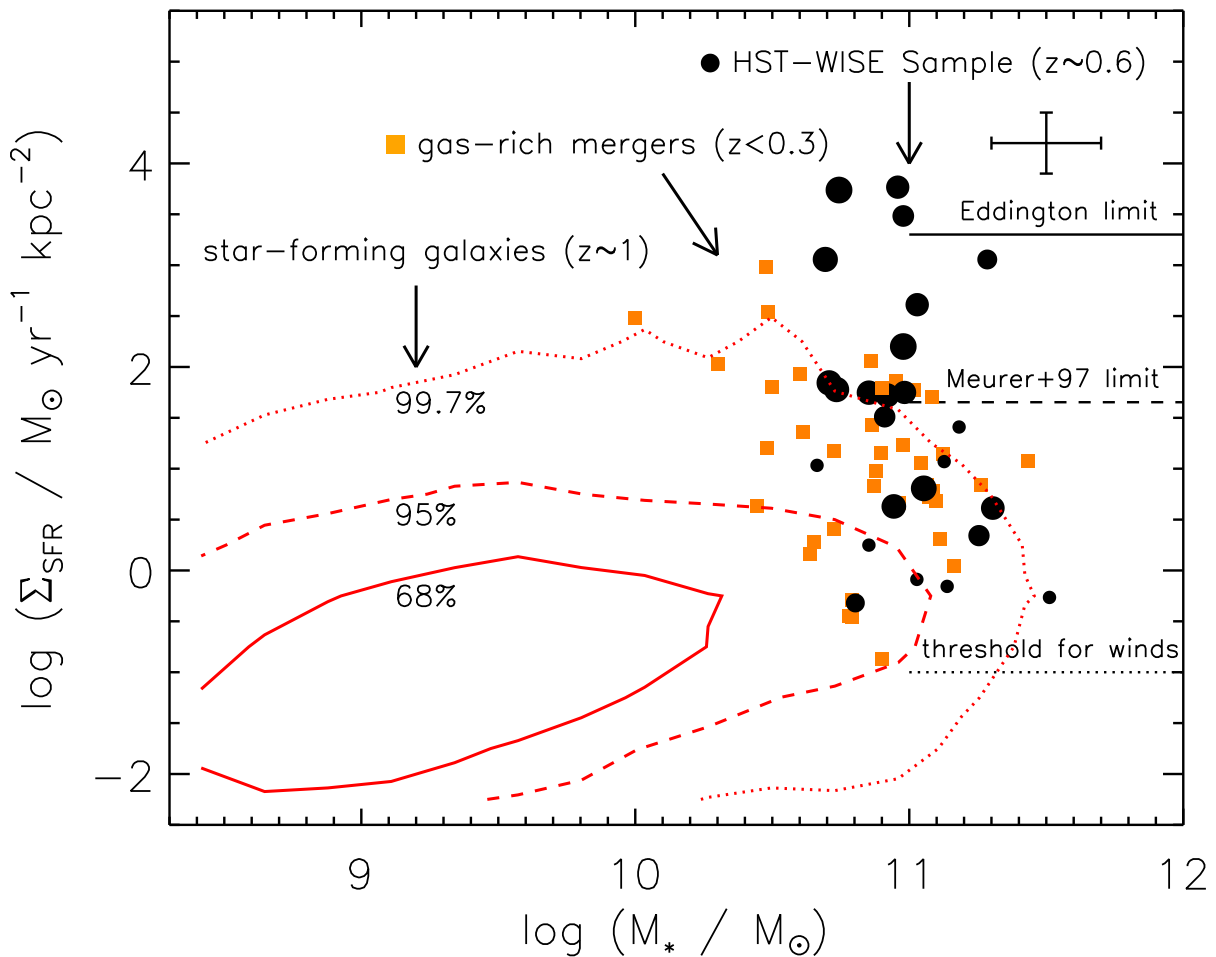 HST−WISE Sample (z~0.6)
gas−rich mergers (z<0.3)
star−forming galaxies (z~1)
Eddington limit
Meurer+97 limit
threshold for winds
99.7%
95%
68%
4
2
0
−2
9
10
11
12
log (M* / M⊙)
log (ΣSFR / M⊙ yr−1 kpc−2)